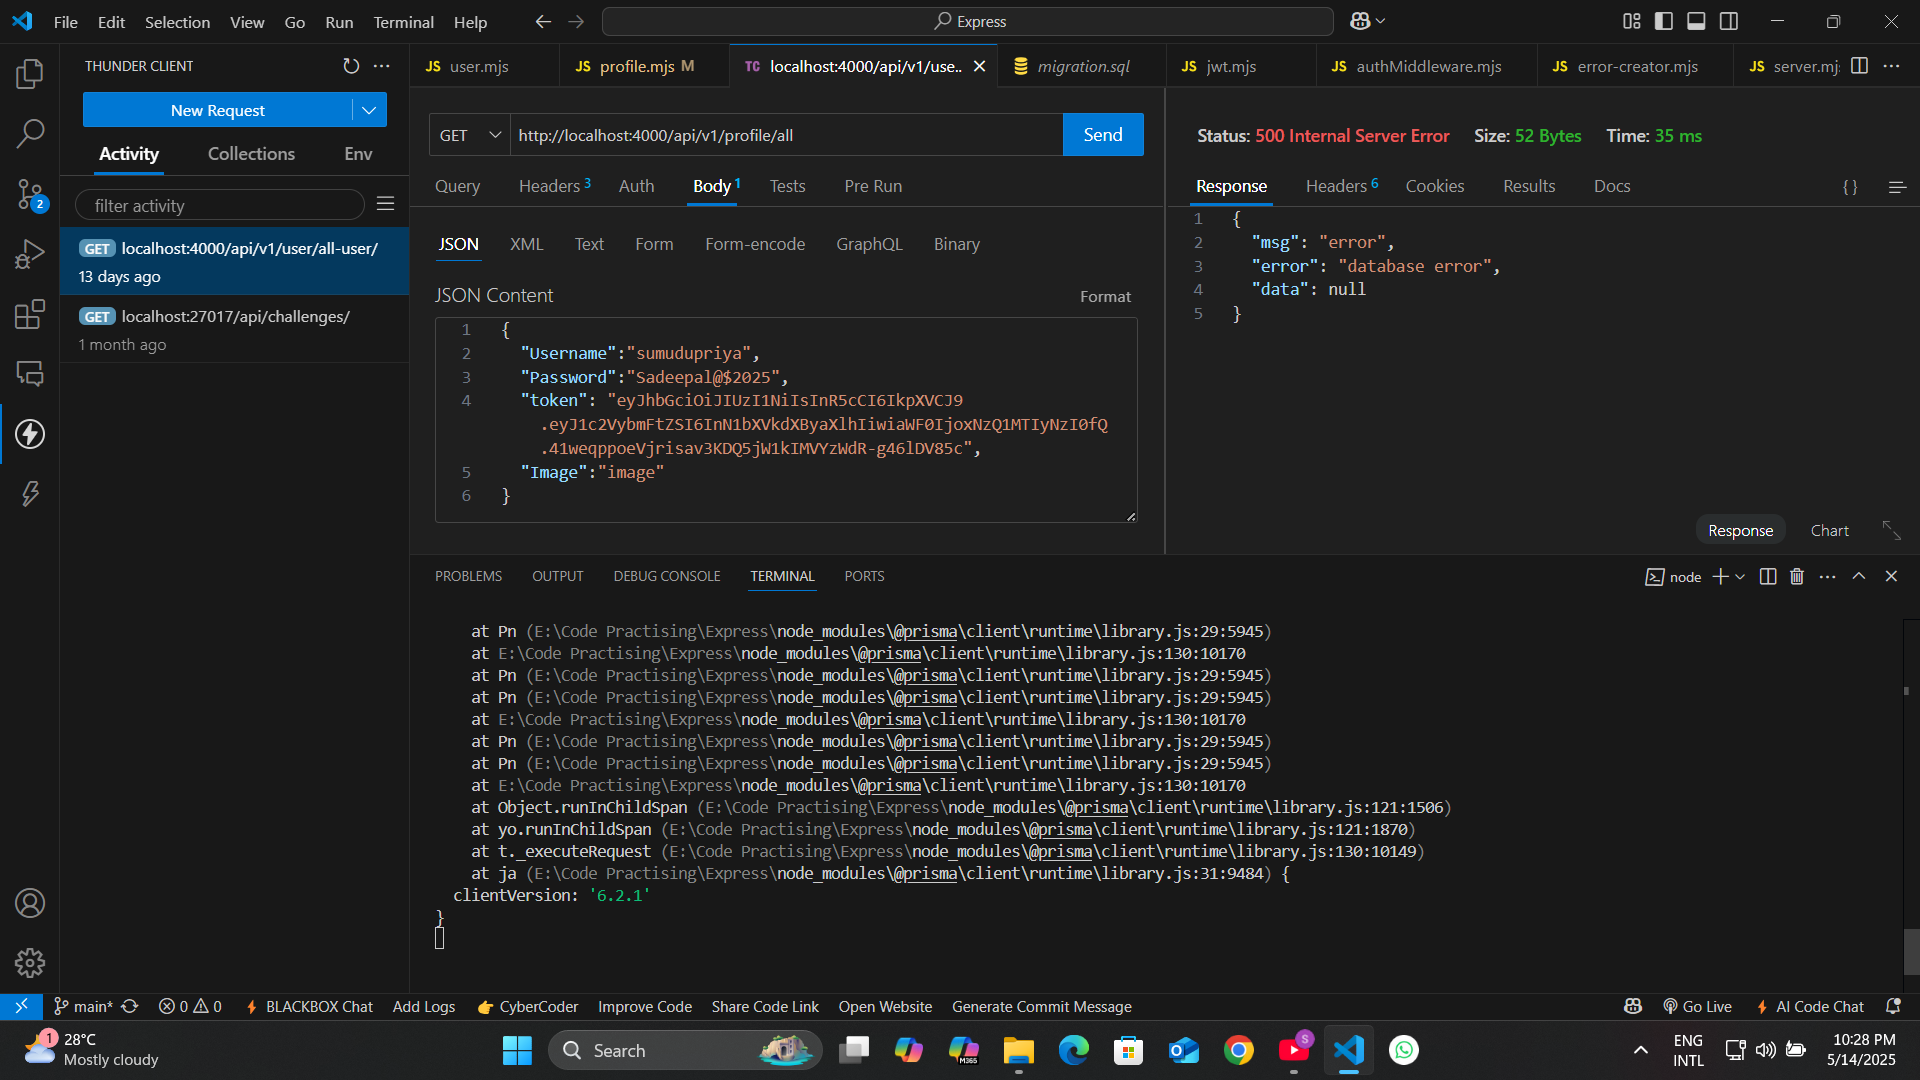 File Edit Selection View Go Run Terminal Help
Express
THUNDER CLIENT
New Request
Activity Collections Env
filter activity
GET localhost:4000/api/v1/user/all-user/
13 days ago
GET localhost:27017/api/challenges/
1 month ago
JS user.mjs JS profile.mjs M TC localhost:4000/api/v1/use.. migration.sql JS jwt.mjs JS authMiddleware.mjs JS error-creator.mjs JS server.mj
GET http://localhost:4000/api/v1/profile/all Send
Query Headers 3 Auth Body 1 Tests Pre Run
JSON XML Text Form Form-encode GraphQL Binary
JSON Content Format
1 {
2 "Username":"sumudupriya",
3 "Password":"Sadeepal@$2025",
4 "token": "eyJhbGciOiJIUzI1NiIsInR5cCI6IkpXVCJ9
.eyJ1c2VybmFtZSI6InN1bXVkdXByaXlhIiwiaWF0IjoxNzQ1MTIyNzI0fQ
.41weqppoeVjrisav3KDQ5jW1kIMVYzWdR-g46lDV85c",
5 "Image":"image"
6 }
Status: 500 Internal Server Error Size: 52 Bytes Time: 35 ms
Response Headers 6 Cookies Results Docs { }
1 {
2 "msg": "error",
3 "error": "database error",
4 "data": null
5 }
Response Chart
PROBLEMS OUTPUT DEBUG CONSOLE TERMINAL PORTS
node
at Pn (E:\Code Practising\Express\node_modules\@prisma\client\runtime\library.js:29:5945)
at E:\Code Practising\Express\node_modules\@prisma\client\runtime\library.js:130:10170
at Pn (E:\Code Practising\Express\node_modules\@prisma\client\runtime\library.js:29:5945)
at Pn (E:\Code Practising\Express\node_modules\@prisma\client\runtime\library.js:29:5945)
at E:\Code Practising\Express\node_modules\@prisma\client\runtime\library.js:130:10170
at Pn (E:\Code Practising\Express\node_modules\@prisma\client\runtime\library.js:29:5945)
at Pn (E:\Code Practising\Express\node_modules\@prisma\client\runtime\library.js:29:5945)
at E:\Code Practising\Express\node_modules\@prisma\client\runtime\library.js:130:10170
at Object.runInChildSpan (E:\Code Practising\Express\node_modules\@prisma\client\runtime\library.js:121:1506)
at yo.runInChildSpan (E:\Code Practising\Express\node_modules\@prisma\client\runtime\library.js:121:1870)
at t._executeRequest (E:\Code Practising\Express\node_modules\@prisma\client\runtime\library.js:130:10149)
at ja (E:\Code Practising\Express\node_modules\@prisma\client\runtime\library.js:31:9484) {
clientVersion: '6.2.1'
}
2
main* 0 0 BLACKBOX Chat Add Logs CyberCoder Improve Code Share Code Link Open Website Generate Commit Message Go Live AI Code Chat
1 28°C
Mostly cloudy
Search
M365
S
ENG
INTL
10:28 PM
5/14/2025